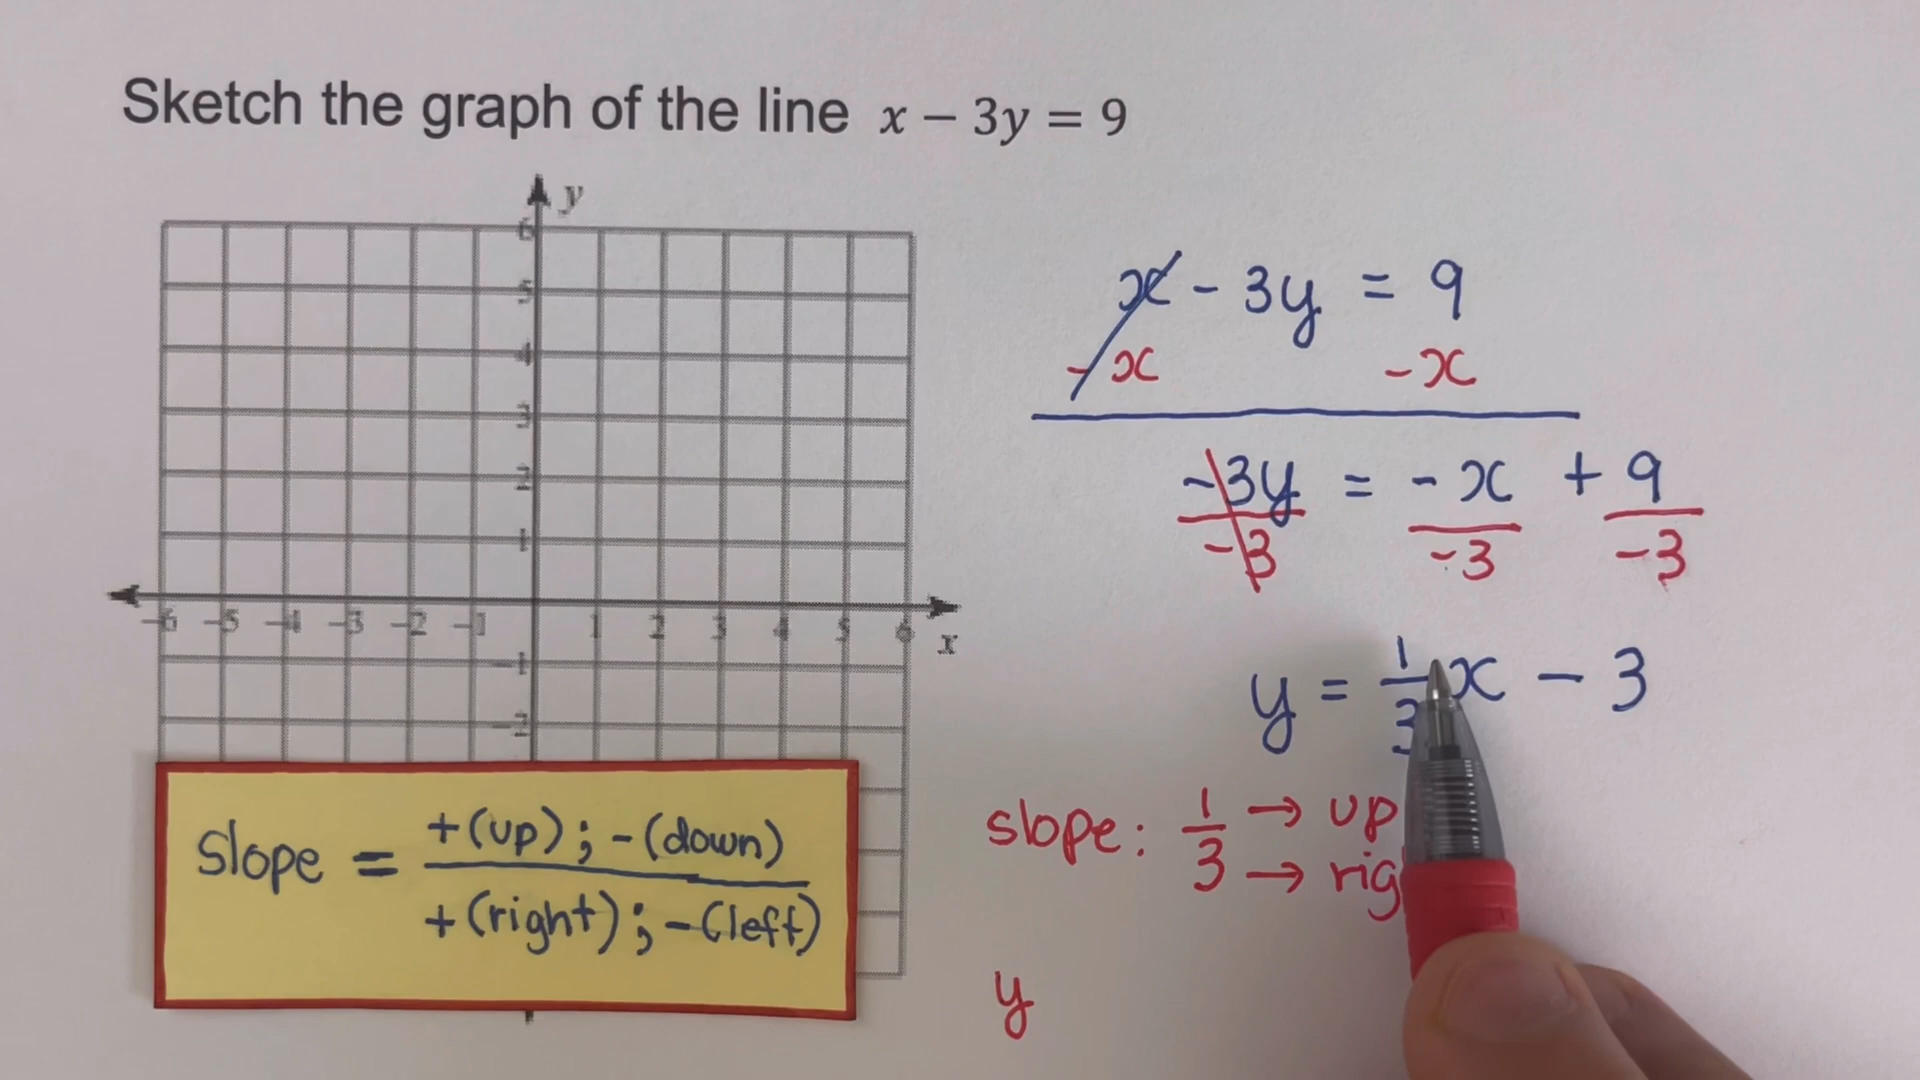 Sketch the graph of the line x − 3y = 9
y
6
5
4
3
2
1
-6 -5 -4 -3 -2 -1 1 2 3 4 5 6
x
-1
-2
Slope = +(up); -(down) / +(right); -(left)
x - 3y = 9
- x - x
-3y / -3 = - x / -3 + 9 / -3
y = 1/3 x - 3
slope: 1/3 → up
→ rig
y